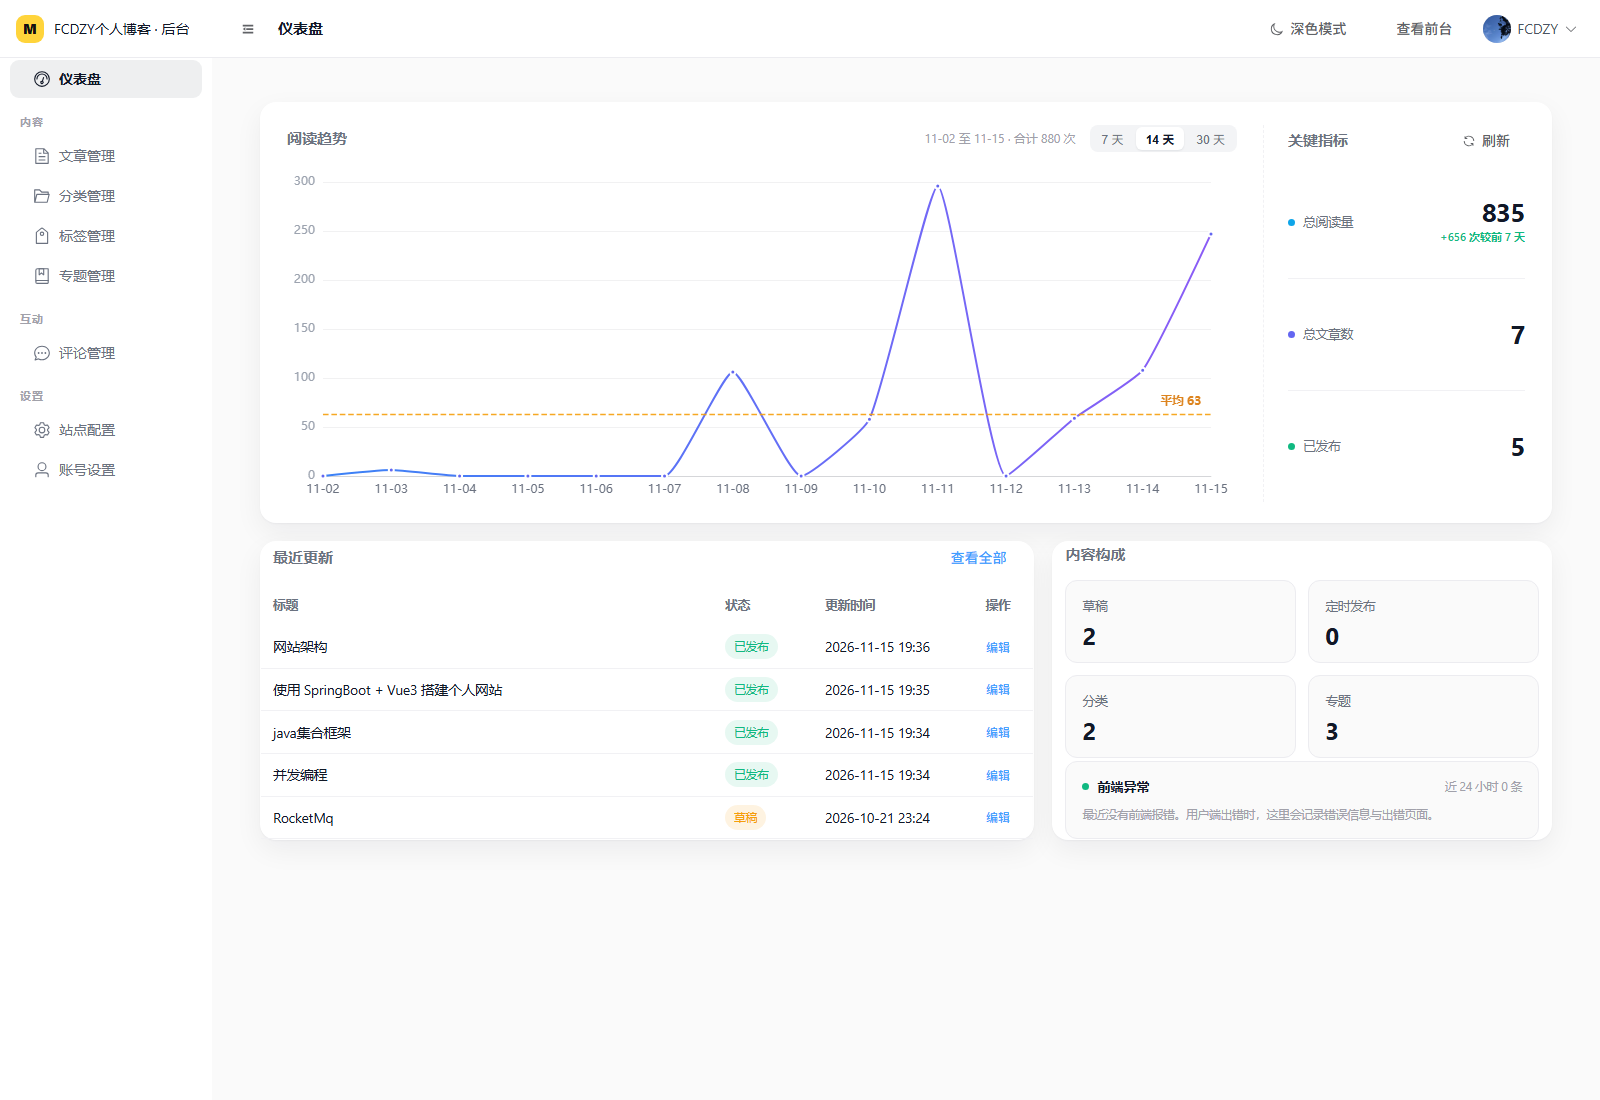 M FCDZY个人博客 · 后台
仪表盘
深色模式
查看前台
FCDZY
仪表盘
内容
文章管理
分类管理
标签管理
专题管理
互动
评论管理
设置
站点配置
账号设置
阅读趋势
11-02 至 11-15 · 合计 880 次
7 天 14 天 30 天
300
250
200
150
100
50
0
平均 63
11-02 11-03 11-04 11-05 11-06 11-07 11-08 11-09 11-10 11-11 11-12 11-13 11-14 11-15
关键指标
刷新
总阅读量
835
+656 次较前 7 天
总文章数
7
已发布
5
最近更新
查看全部
标题 状态 更新时间 操作
网站架构 已发布 2026-11-15 19:36 编辑
使用 SpringBoot + Vue3 搭建个人网站 已发布 2026-11-15 19:35 编辑
java集合框架 已发布 2026-11-15 19:34 编辑
并发编程 已发布 2026-11-15 19:34 编辑
RocketMq 草稿 2026-10-21 23:24 编辑
内容构成
草稿
2
定时发布
0
分类
2
专题
3
前端异常
近 24 小时 0 条
最近没有前端报错。用户端出错时，这里会记录错误信息与出错页面。